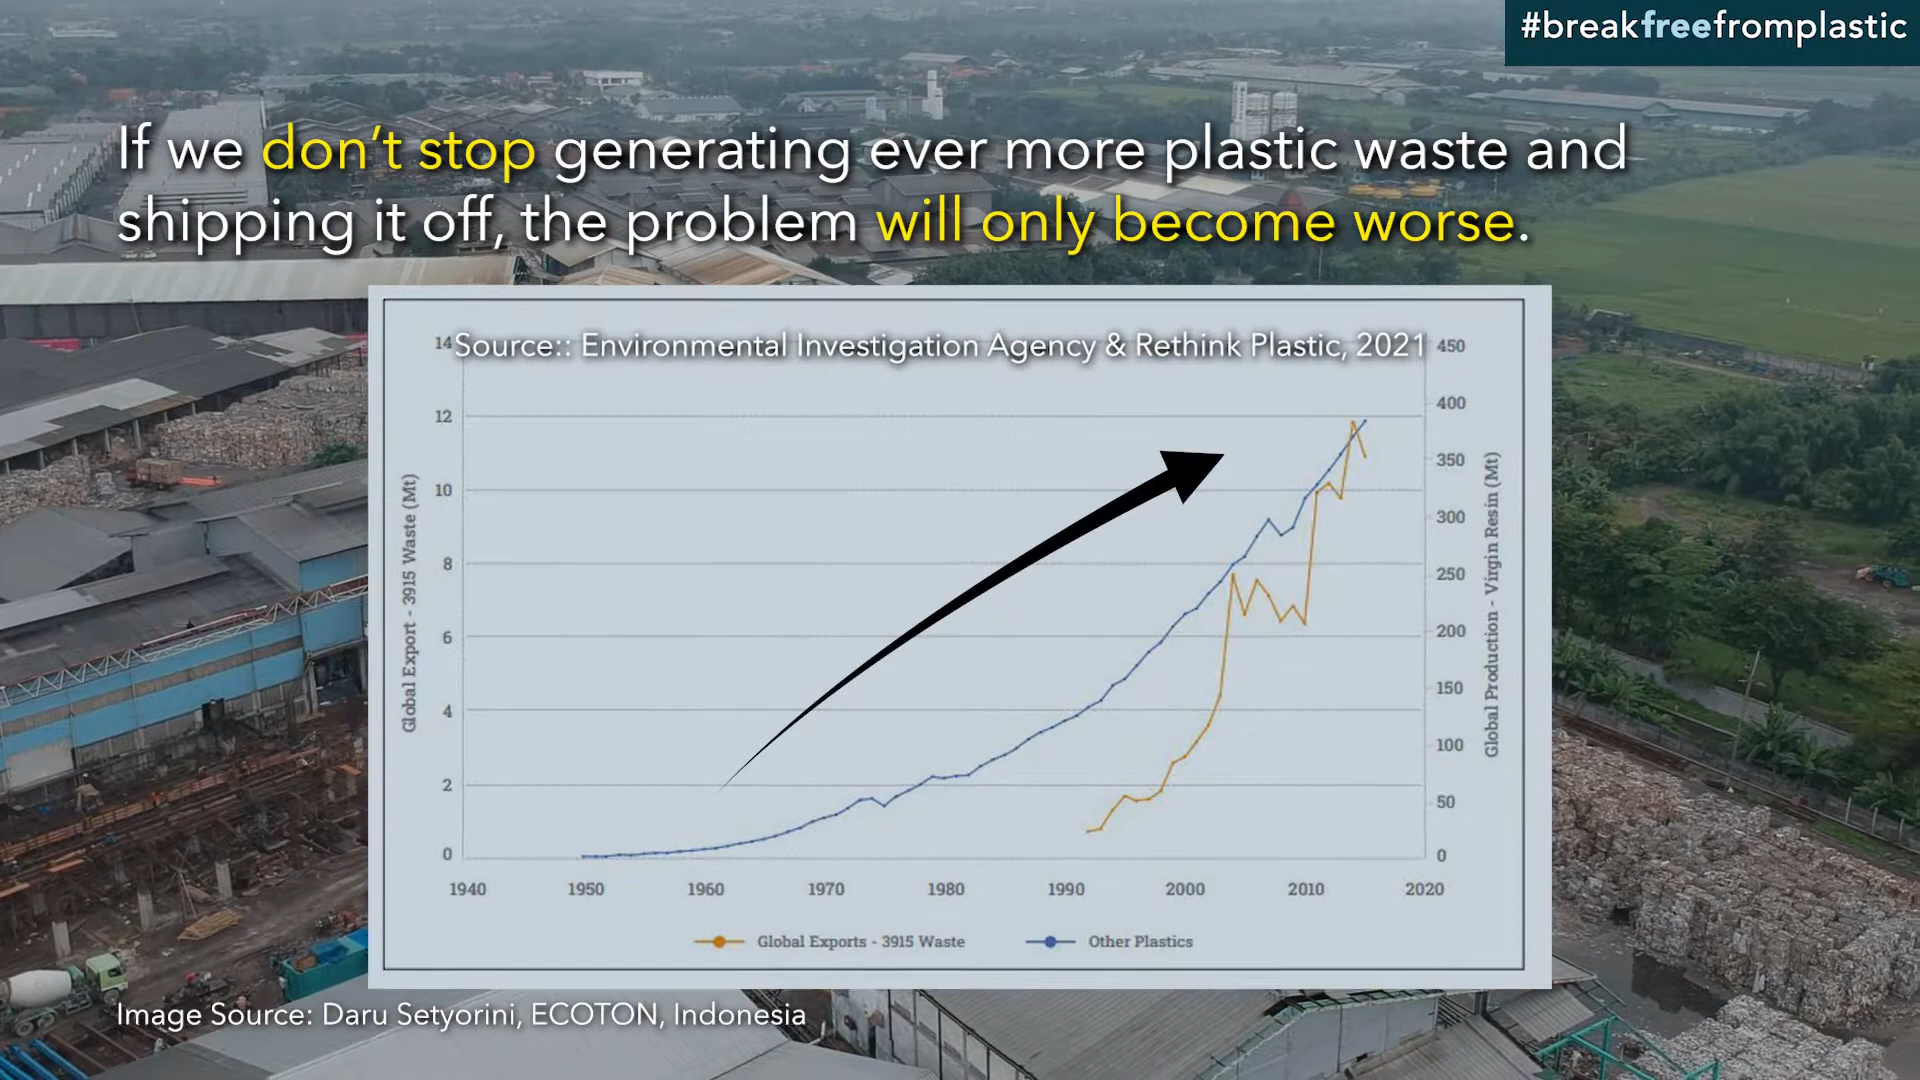 #breakfreefromplastic
If we don't stop generating ever more plastic waste and
shipping it off, the problem will only become worse.
Source:: Environmental Investigation Agency & Rethink Plastic, 2021
14
12
10
8
6
4
2
0
Global Export - 3915 Waste (Mt)
450
400
350
300
250
200
150
100
50
0
Global Production - Virgin Resin (Mt)
1940 1950 1960 1970 1980 1990 2000 2010 2020
Global Exports - 3915 Waste Other Plastics
Image Source: Daru Setyorini, ECOTON, Indonesia